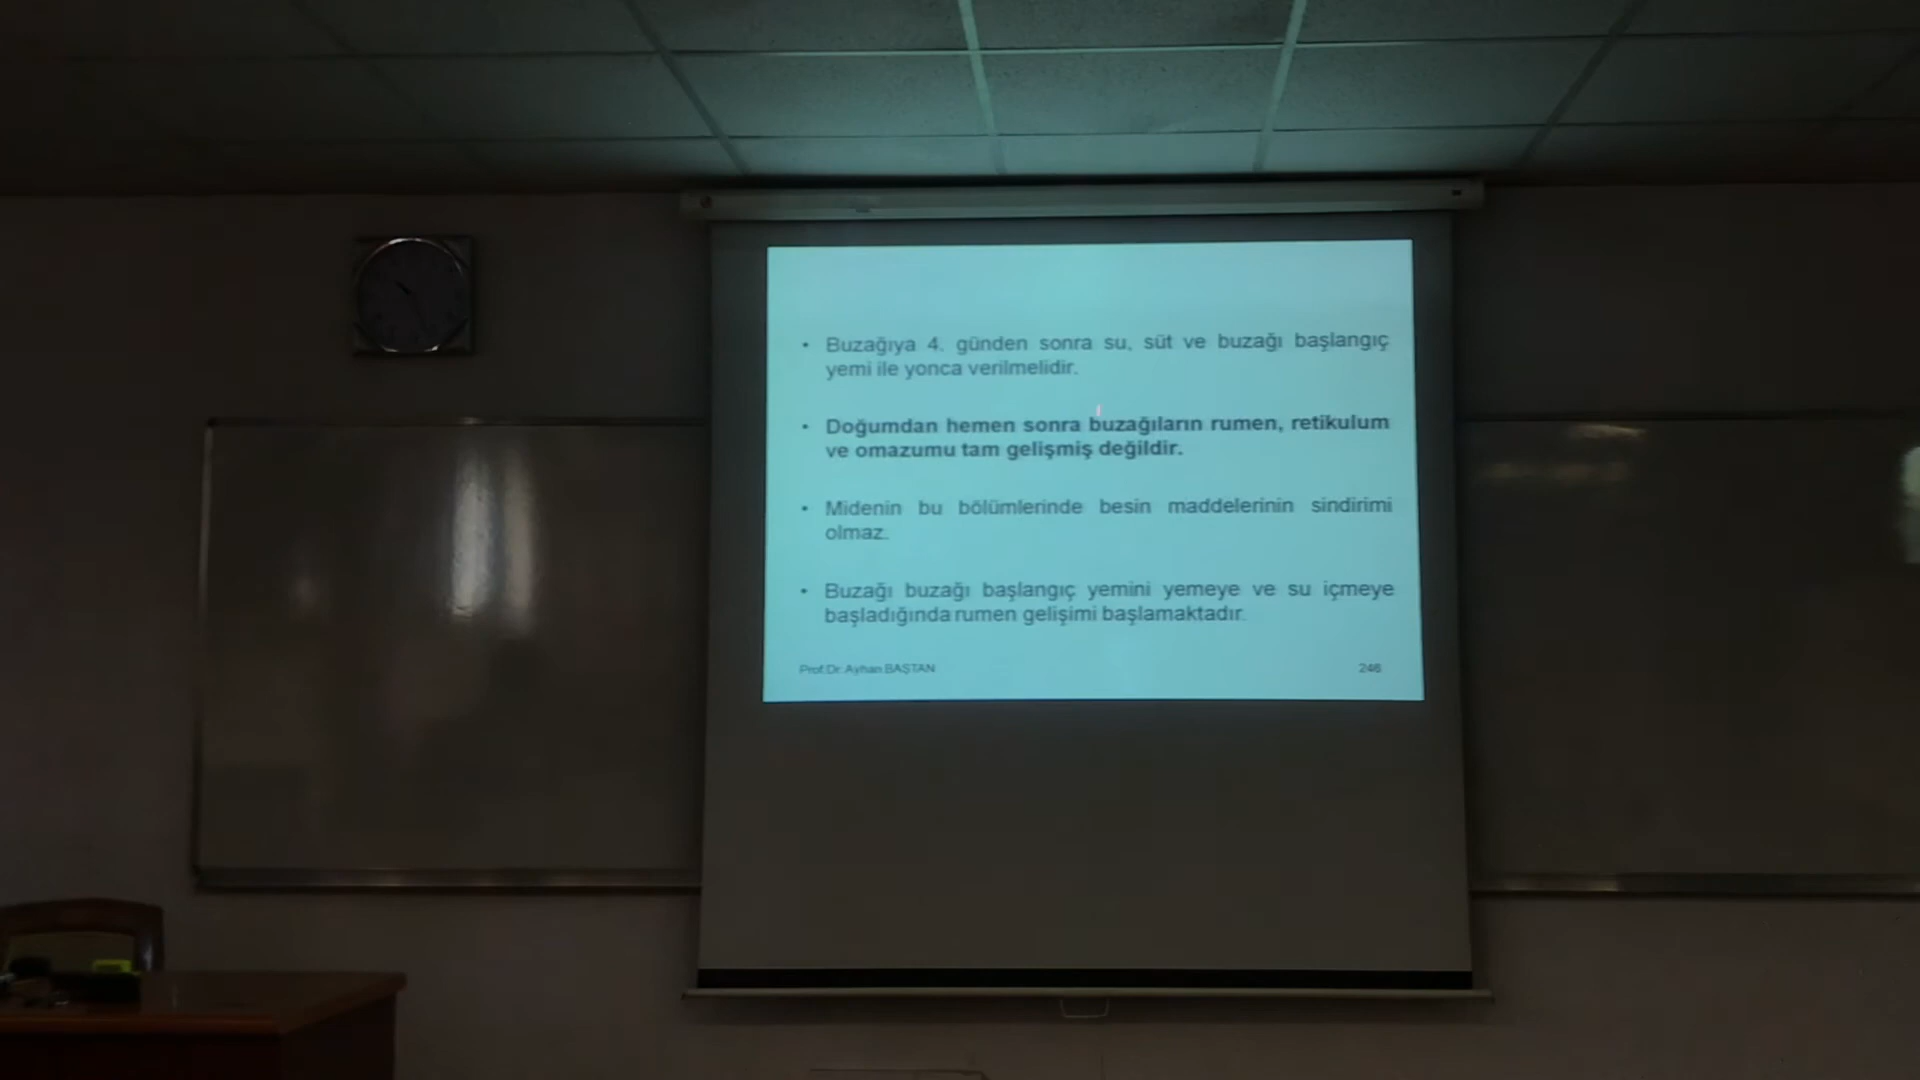 • Buzağıya 4. günden sonra su, süt ve buzağı başlangıç
yemi ile yonca verilmelidir.
• Doğumdan hemen sonra buzağıların rumen, retikulum
ve omazumu tam gelişmiş değildir.
• Midenin bu bölümlerinde besin maddelerinin sindirimi
olmaz.
• Buzağı buzağı başlangıç yemini yemeye ve su içmeye
başladığında rumen gelişimi başlamaktadır.
Prof.Dr. Ayhan BAŞTAN
246